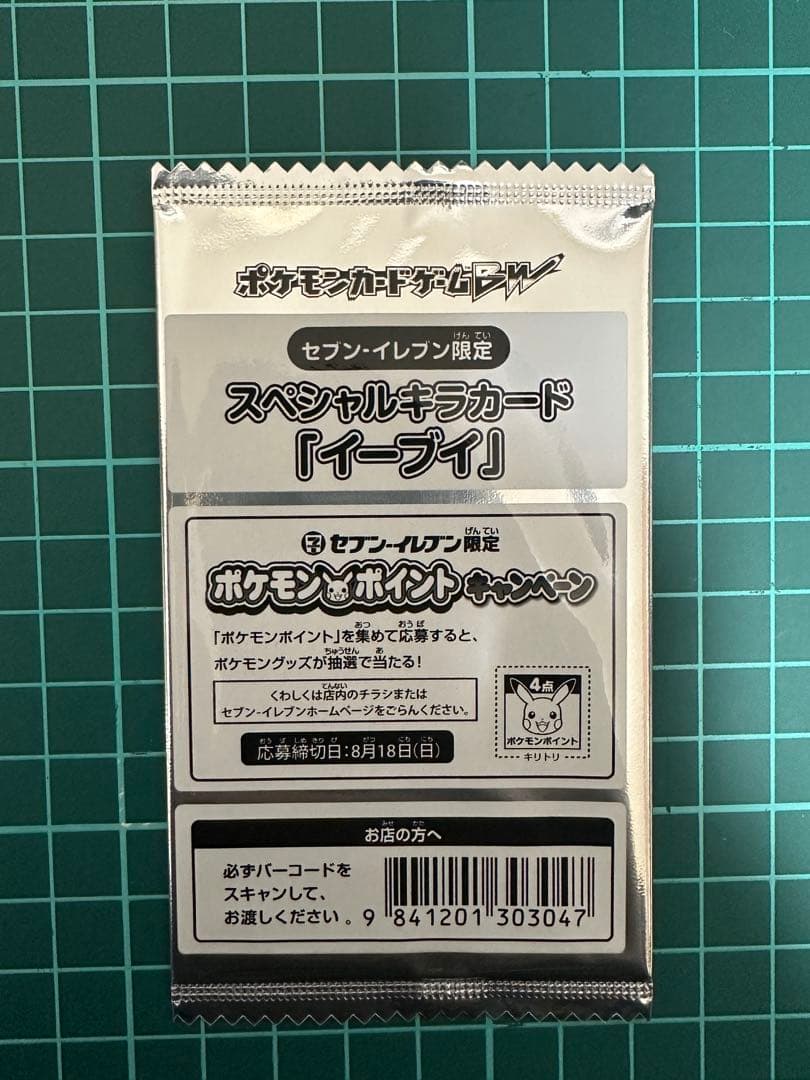 ポケモンカードゲームBW
セブン-イレブン限定
スペシャルキラカード
「イーブイ」
セブン-イレブン限定
ポケモンポイントキャンペーン
「ポケモンポイント」を集めて応募すると、
ポケモングッズが抽選で当たる!
くわしくは店内のチラシまたは
セブン-イレブンホームページをごらんください。
応募締切日:8月18日(日)
4点
ポケモンポイント
キリトリ
お店の方へ
必ずバーコードを
スキャンして、
お渡しください。
9 841201 303047